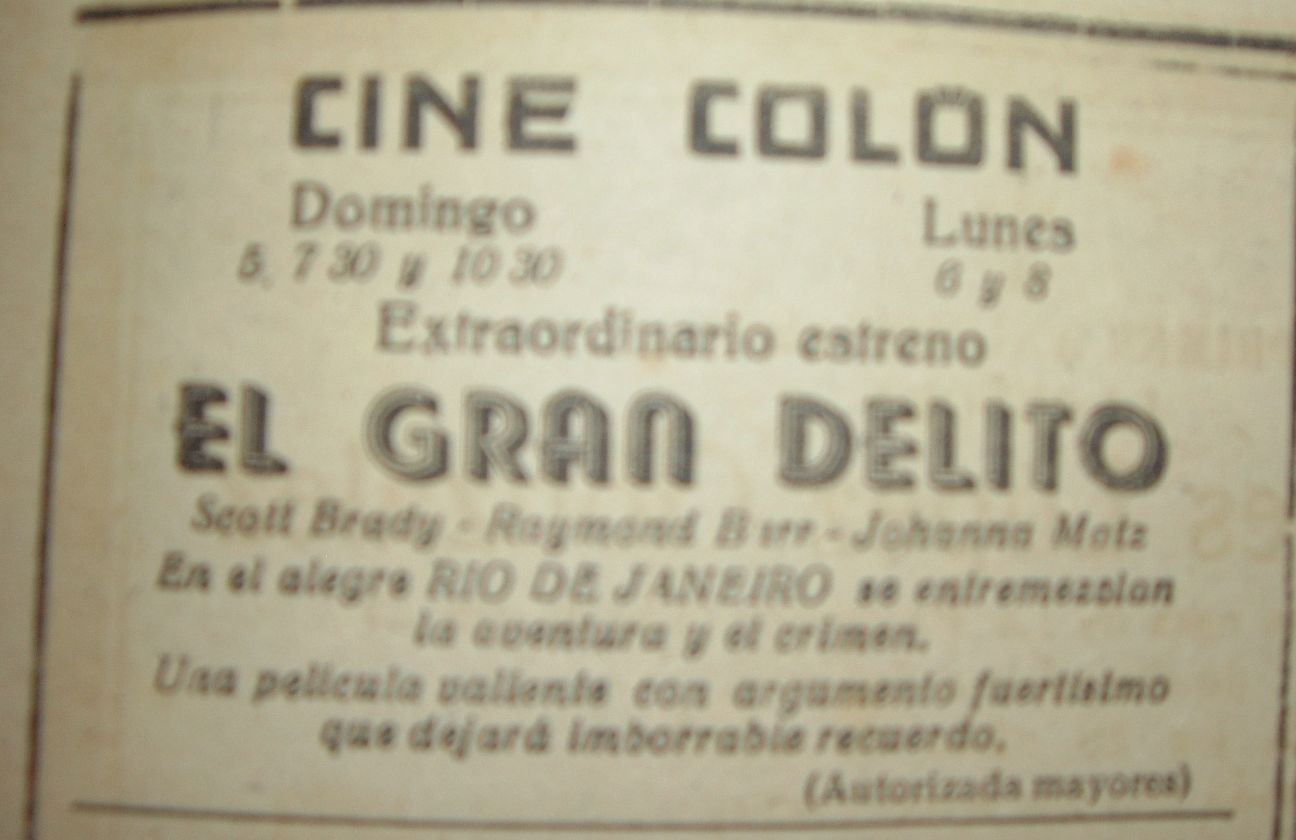 CINE COLÓN
Domingo Lunes
5, 7 30 y 10 30 6 y 8
Extraordinario estreno
EL GRAN DELITO
Scott Brady - Raymond Burr - Johanna Matz
En el alegre RIO DE JANEIRO se entremezclan
la aventura y el crimen.
Una pelicula valiente con argumento fuertísimo
que dejará imborrable recuerdo.
(Autorizada mayores)